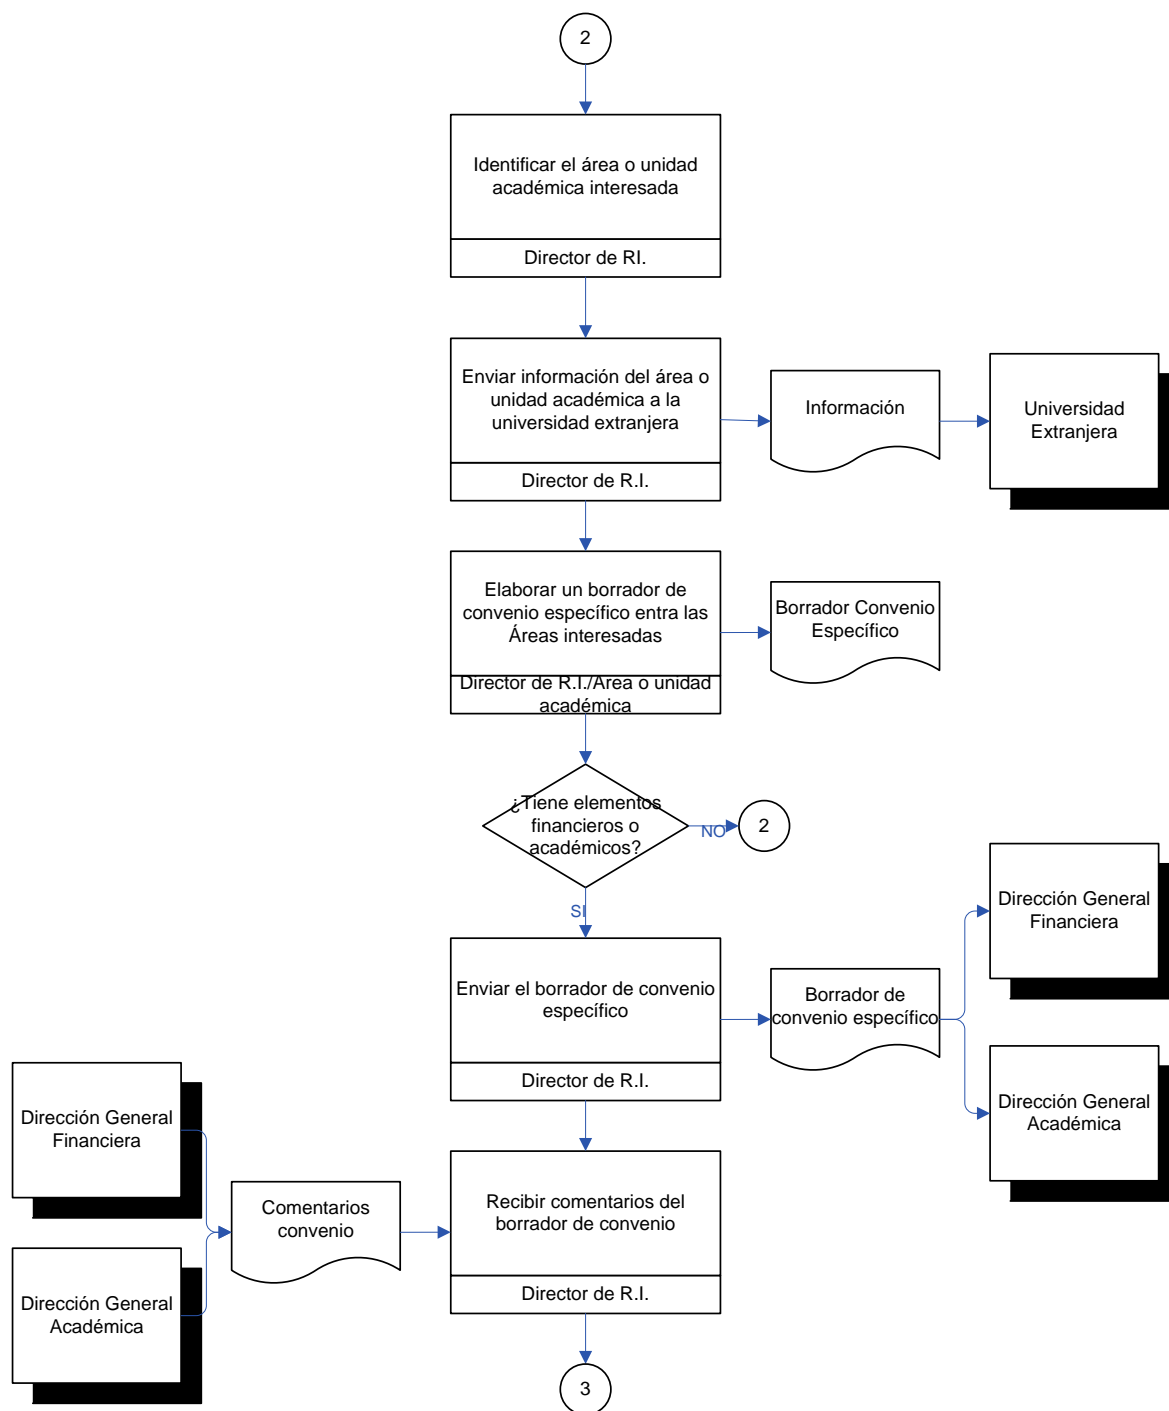 2
Identificar el área o unidad
académica interesada
Director de RI.
Enviar información del área o
unidad académica a la
universidad extranjera
Director de R.I.
Información
Universidad
Extranjera
Elaborar un borrador de
convenio específico entra las
Áreas interesadas
Director de R.I./Area o unidad
académica
Borrador Convenio
Específico
¿Tiene elementos
financieros o
académicos?
NO
2
SI
Enviar el borrador de convenio
específico
Director de R.I.
Borrador de
convenio específico
Dirección General
Financiera
Dirección General
Académica
Dirección General
Financiera
Dirección General
Académica
Comentarios
convenio
Recibir comentarios del
borrador de convenio
Director de R.I.
3